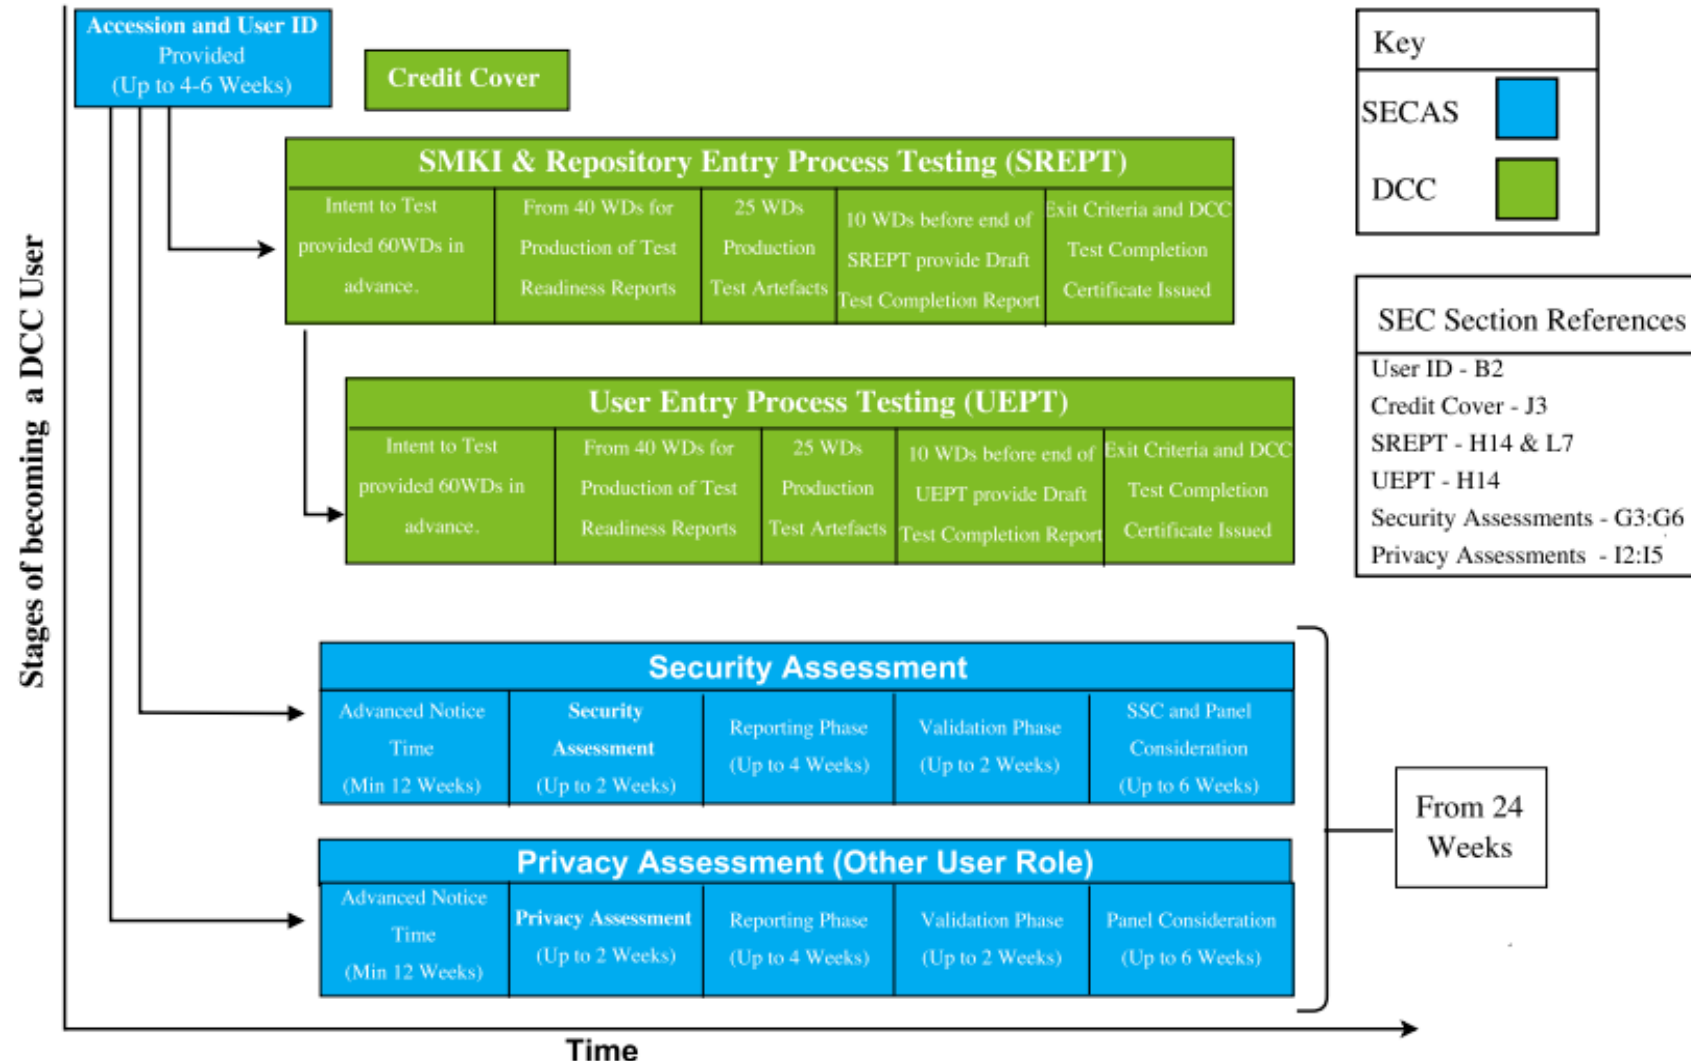 Accession and User ID
Provided
(Up to 4-6 Weeks)
Credit Cover
Key
SECAS
DCC
SMKI & Repository Entry Process Testing (SREPT)
Intent to Test
provided 60WDs in
advance.
From 40 WDs for
Production of Test
Readiness Reports
25 WDs
Production
Test Artefacts
10 WDs before end of
SREPT provide Draft
Test Completion Report
Exit Criteria and DCC
Test Completion
Certificate Issued
SEC Section References
User ID - B2
Credit Cover - J3
SREPT - H14 & L7
UEPT - H14
Security Assessments - G3:G6
Privacy Assessments - I2:I5
User Entry Process Testing (UEPT)
Intent to Test
provided 60WDs in
advance.
From 40 WDs for
Production of Test
Readiness Reports
25 WDs
Production
Test Artefacts
10 WDs before end of
UEPT provide Draft
Test Completion Report
Exit Criteria and DCC
Test Completion
Certificate Issued
Stages of becoming a DCC User
Security Assessment
Advanced Notice
Time
(Min 12 Weeks)
Security
Assessment
(Up to 2 Weeks)
Reporting Phase
(Up to 4 Weeks)
Validation Phase
(Up to 2 Weeks)
SSC and Panel
Consideration
(Up to 6 Weeks)
From 24
Weeks
Privacy Assessment (Other User Role)
Advanced Notice
Time
(Min 12 Weeks)
Privacy Assessment
(Up to 2 Weeks)
Reporting Phase
(Up to 4 Weeks)
Validation Phase
(Up to 2 Weeks)
Panel Consideration
(Up to 6 Weeks)
Time